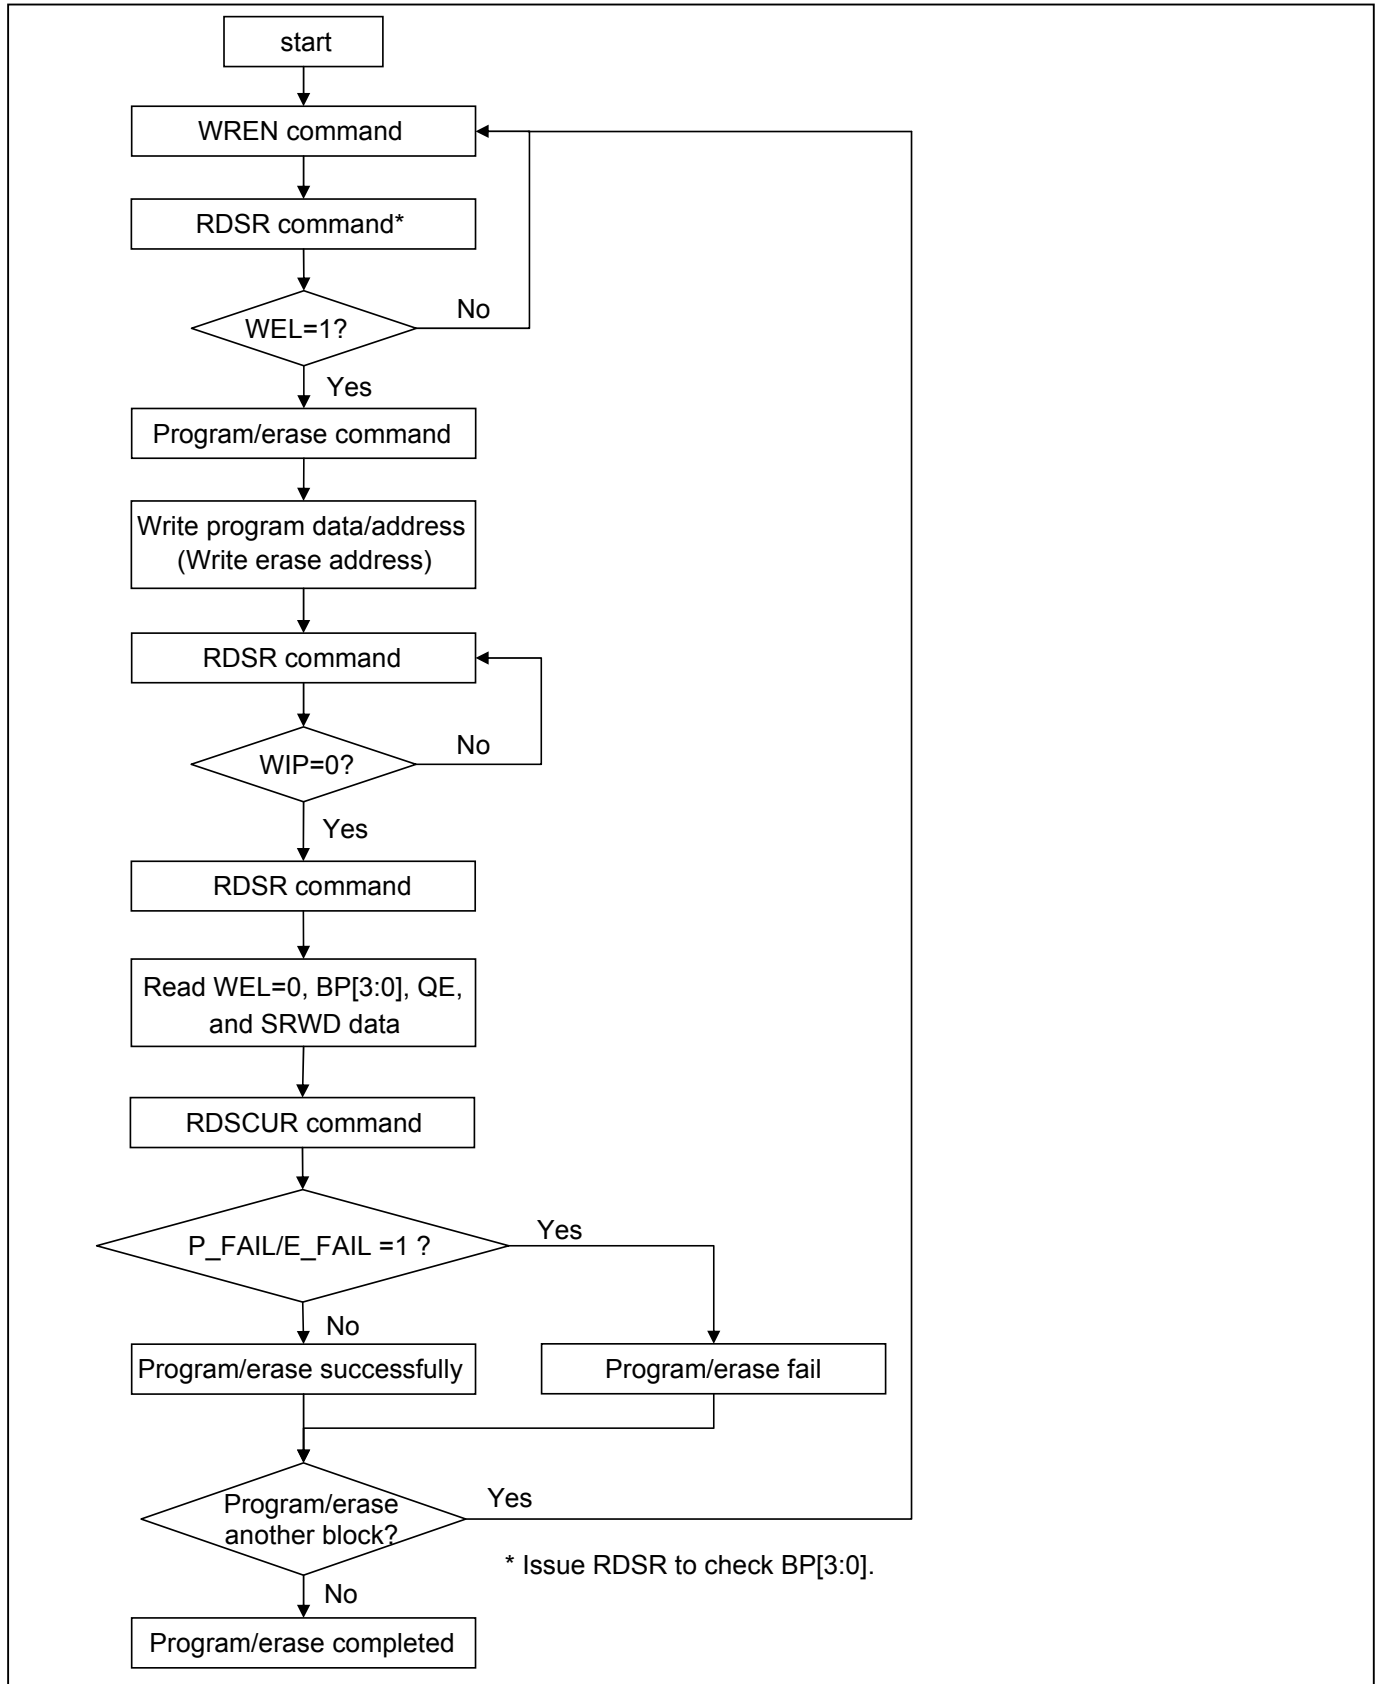 start
WREN command
RDSR command*
WEL=1?
No
Yes
Program/erase command
Write program data/address
(Write erase address)
RDSR command
WIP=0?
No
Yes
RDSR command
Read WEL=0, BP[3:0], QE,
and SRWD data
RDSCUR command
P_FAIL/E_FAIL =1 ?
Yes
No
Program/erase successfully
Program/erase fail
Program/erase
another block?
Yes
* Issue RDSR to check BP[3:0].
No
Program/erase completed